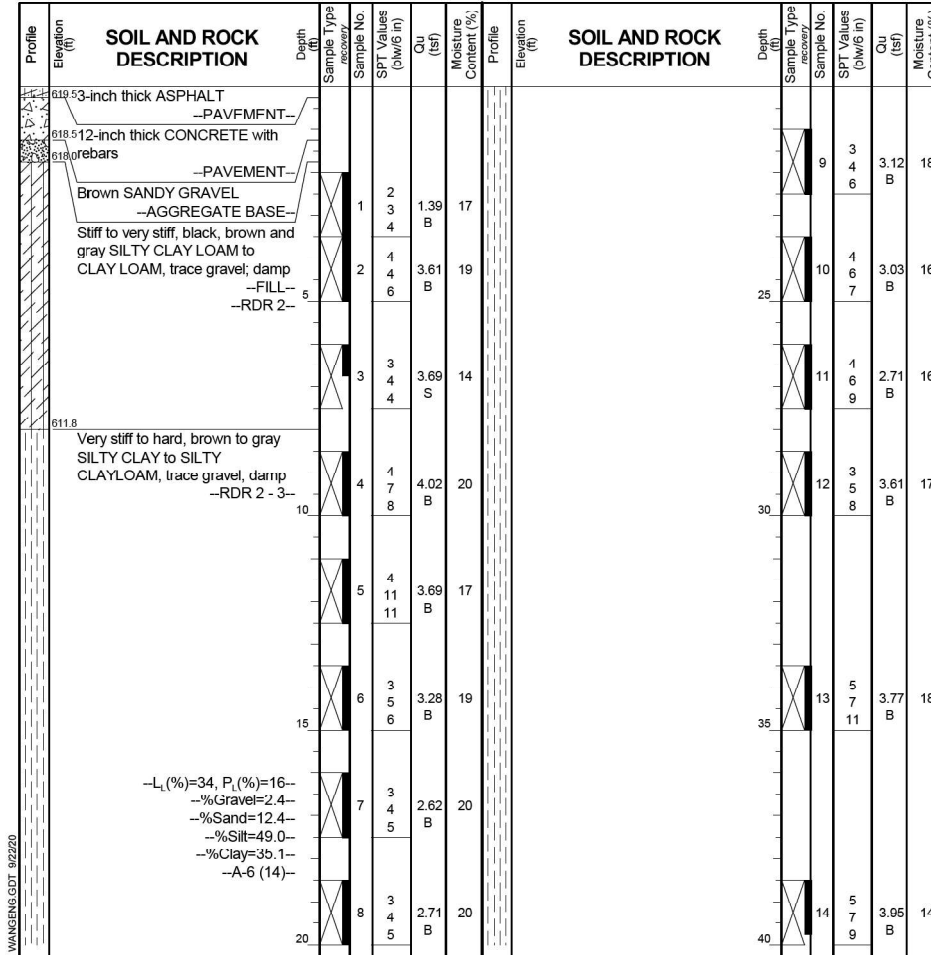 Profile
Elevation (ft)
SOIL AND ROCK
DESCRIPTION
Depth (ft)
Sample Type
recovery
Sample No.
SPT Values (blw/6 in)
Qu (tsf)
Moisture Content (%)
Profile
Elevation (ft)
SOIL AND ROCK
DESCRIPTION
Depth (ft)
Sample Type
recovery
Sample No.
SPT Values (blw/6 in)
Qu (tsf)
Moisture
619.5 3-inch thick ASPHALT
--PAVEMENT--
618.5 12-inch thick CONCRETE with
618.0 rebars
--PAVEMENT--
Brown SANDY GRAVEL
--AGGREGATE BASE--
Stiff to very stiff, black, brown and
gray SILTY CLAY LOAM to
CLAY LOAM, trace gravel; damp
--FILL--
--RDR 2--
5
1 2 3 4 1.39 B 17
2 4 4 6 3.61 B 19
3 3 4 4 3.69 S 14
611.8
Very stiff to hard, brown to gray
SILTY CLAY to SILTY
CLAYLOAM, trace gravel, damp
--RDR 2 - 3--
10
4 4 7 8 4.02 B 20
5 4 11 11 3.69 B 17
15
6 3 5 6 3.28 B 19
--LL(%)=34, PL(%)=16--
--%Gravel=2.4--
--%Sand=12.4--
--%Silt=49.0--
--%Clay=35.1--
--A-6 (14)--
7 3 4 5 2.62 B 20
20
8 3 4 5 2.71 B 20
9 3 4 6 3.12 B 18
25
10 4 6 7 3.03 B 16
11 4 6 9 2.71 B 16
30
12 3 5 8 3.61 B 17
35
13 5 7 11 3.77 B 18
40
14 5 7 9 3.95 B 14
WANGENG.GDT 9/22/20